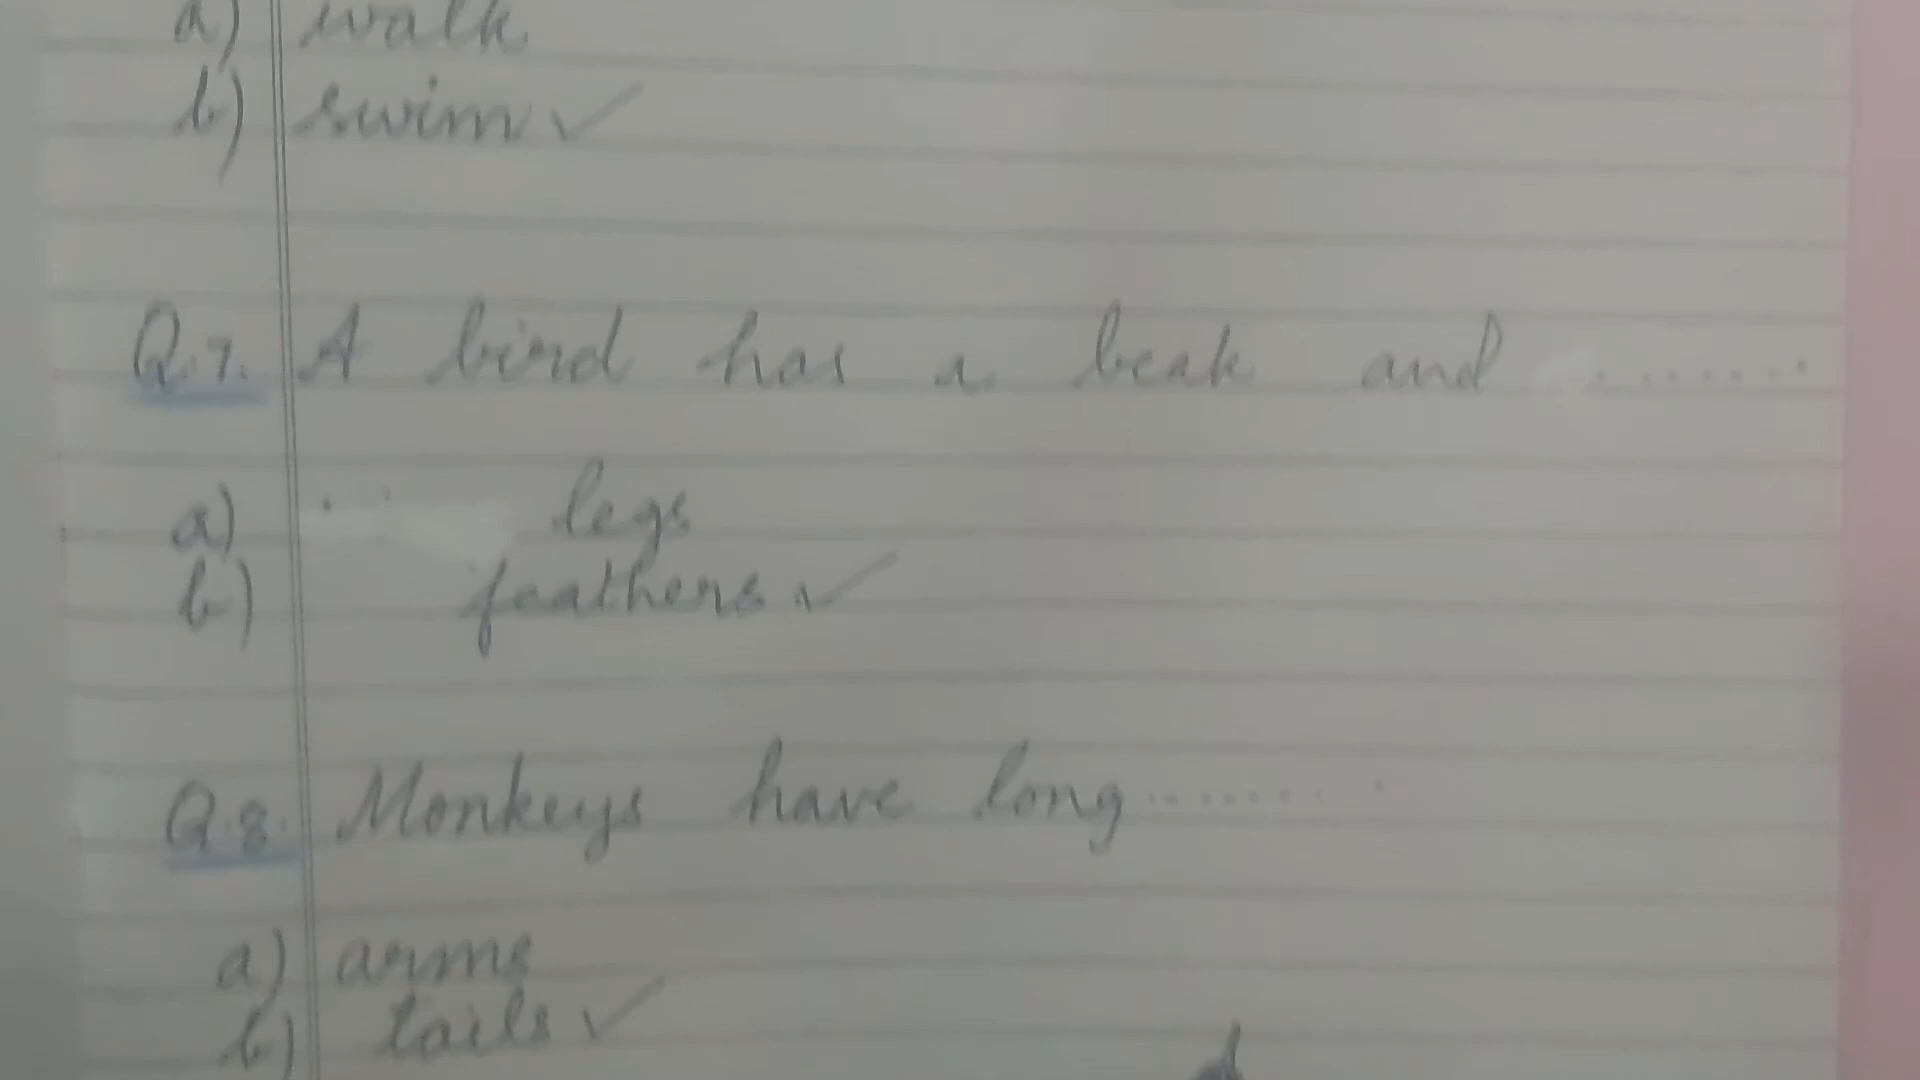 a) walk
b) swim ✓
Q.7. A bird has a beak and .......
a) legs
b) feathers ✓
Q.8. Monkeys have long .......
a) arms
b) tails ✓